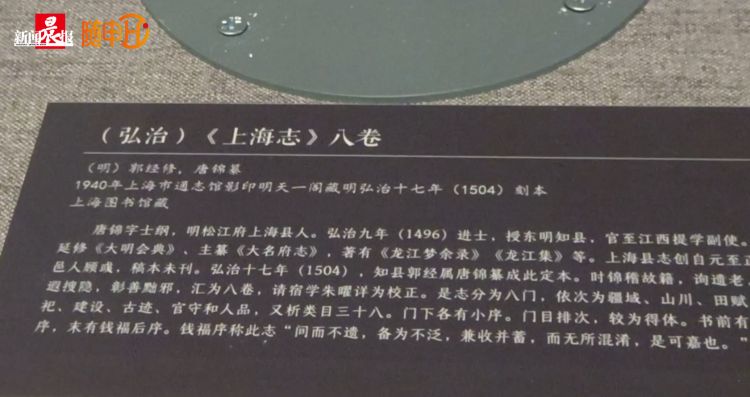 新闻晨报 随申Hi
（弘治）《上海志》八卷
（明）郭经修，唐锦纂
1940年上海市通志馆影印明天一阁藏明弘治十七年（1504）刻本
上海图书馆藏
唐锦字士纲，明松江府上海县人。弘治九年（1496）进士，授东明知县，官至江西提学副使。
延修《大明会典》、主纂《大名府志》，著有《龙江梦余录》《龙江集》等。上海县志创自元至正
邑人顾彧，稿本未刊。弘治十七年（1504），知县郭经属唐锦纂成此定本。时锦稽故籍，询遗老
遐搜隐，彰善黜邪，汇为八卷，请宿学朱曜详为校正。是志分为八门，依次为疆域、山川、田赋
祀、建设、古迹、官守和人品，又析类目三十八。门下各有小序。门目排次，较为得体。书前有
序，末有钱福后序。钱福序称此志“问而不遗，备为不泛，兼收并蓄，而无所混淆，是可嘉也。”